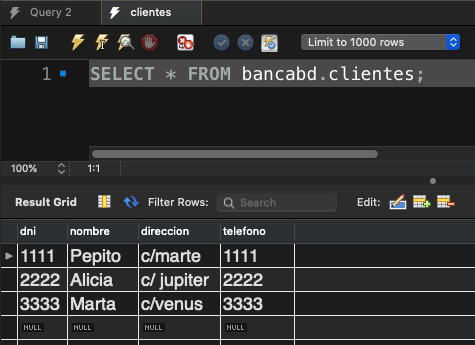 Query 2 clientes
Limit to 1000 rows
1 SELECT * FROM bancabd.clientes;
100% 1:1
Result Grid Filter Rows: Search Edit:
dni nombre direccion telefono
1111 Pepito c/marte 1111
2222 Alicia c/ jupiter 2222
3333 Marta c/venus 3333
NULL NULL NULL NULL